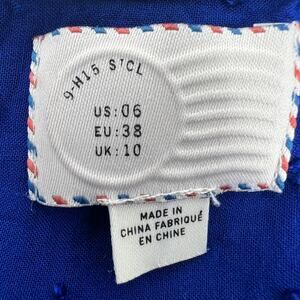 9-H15 STCL
US: 06
EU: 38
UK: 10
MADE IN
CHINA FABRIQUÉ
EN CHINE